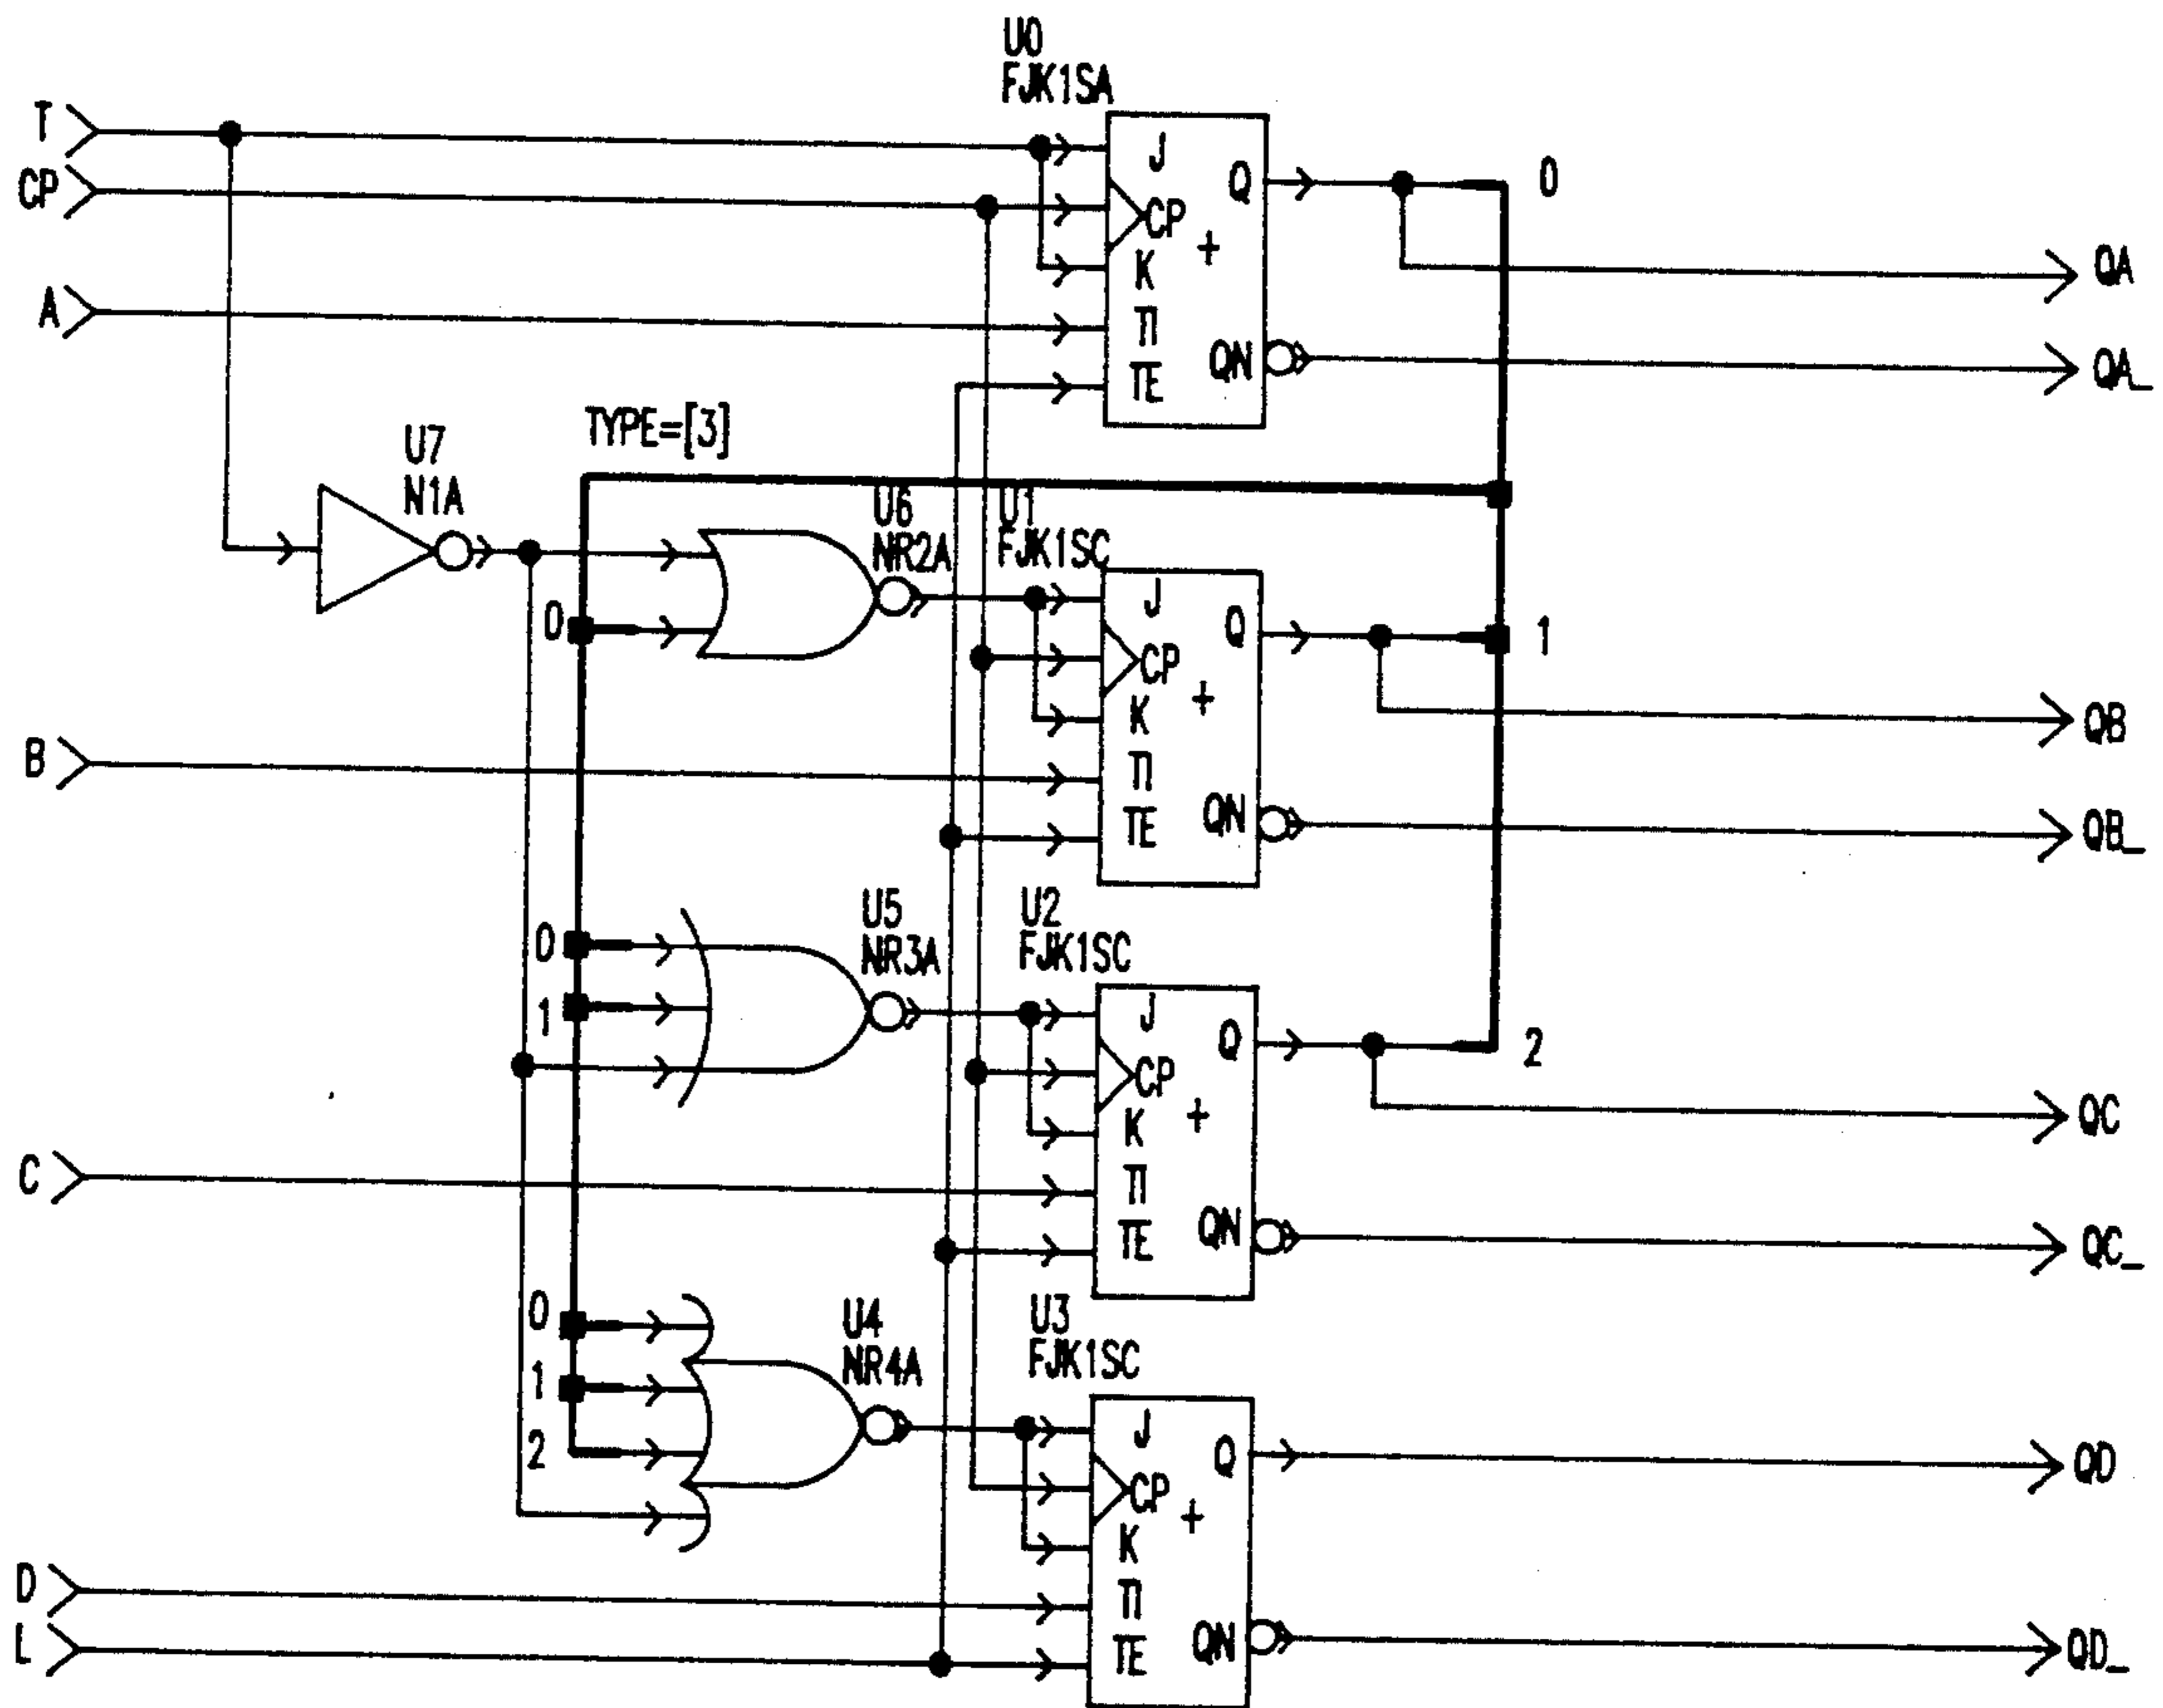 U0
FJK1SA
T
CP
A
J
CP
K
TI
TE
Q
+
QN
0
QA
QA_
TYPE=[3]
U7
N1A
U6
NR2A
U1
FJK1SC
0
J
CP
K
TI
TE
Q
+
QN
1
B
QB
QB_
U5
NR3A
U2
FJK1SC
0
1
J
CP
K
TI
TE
Q
+
QN
2
C
QC
QC_
U4
NR4A
U3
FJK1SC
0
1
2
J
CP
K
TI
TE
Q
+
QN
D
L
QD
QD_